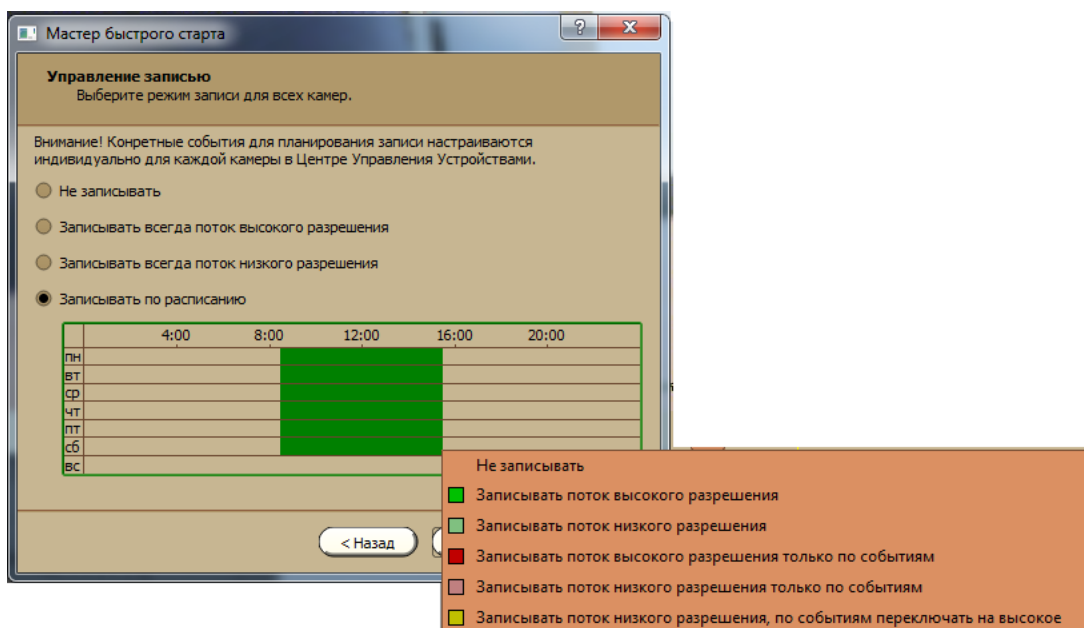 Мастер быстрого старта
Управление записью
Выберите режим записи для всех камер.
Внимание! Конретные события для планирования записи настраиваются
индивидуально для каждой камеры в Центре Управления Устройствами.
Не записывать
Записывать всегда поток высокого разрешения
Записывать всегда поток низкого разрешения
Записывать по расписанию
4:00 8:00 12:00 16:00 20:00
пн
вт
ср
чт
пт
сб
вс
< Назад
Не записывать
Записывать поток высокого разрешения
Записывать поток низкого разрешения
Записывать поток высокого разрешения только по событиям
Записывать поток низкого разрешения только по событиям
Записывать поток низкого разрешения, по событиям переключать на высокое